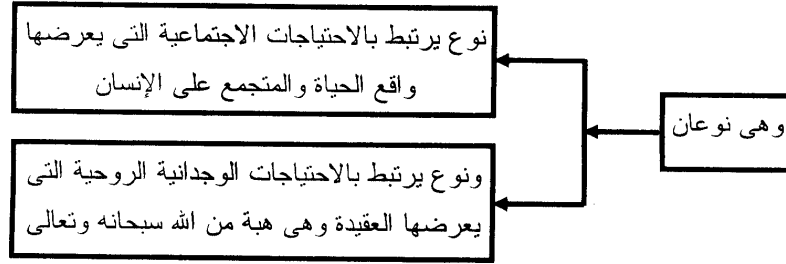 وهى نوعان
نوع يرتبط بالاحتياجات الاجتماعية التى يعرضها
واقع الحياة والمتجمع على الإنسان
ونوع يرتبط بالاحتياجات الوجدانية الروحية التى
يعرضها العقيدة وهى هبة من الله سبحانه وتعالى